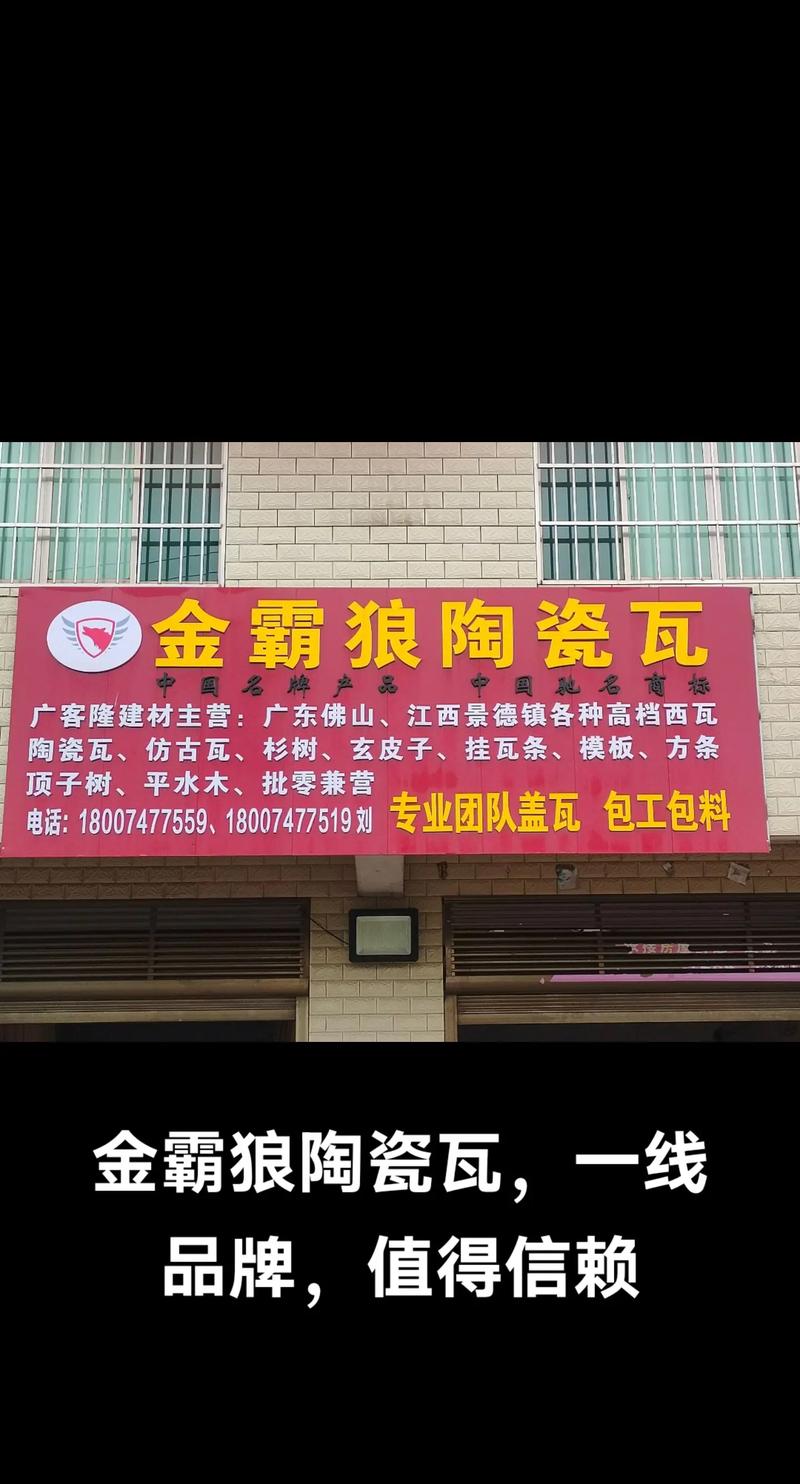 金霸狼陶瓷瓦
中国名牌产品 中国驰名商标
广客隆建材主营：广东佛山、江西景德镇各种高档西瓦
陶瓷瓦、仿古瓦、杉树、玄皮子、挂瓦条、模板、方条
顶子树、平水木、批零兼营
电话：18007477559、18007477519刘
专业团队盖瓦 包工包料
金霸狼陶瓷瓦，一线
品牌，值得信赖